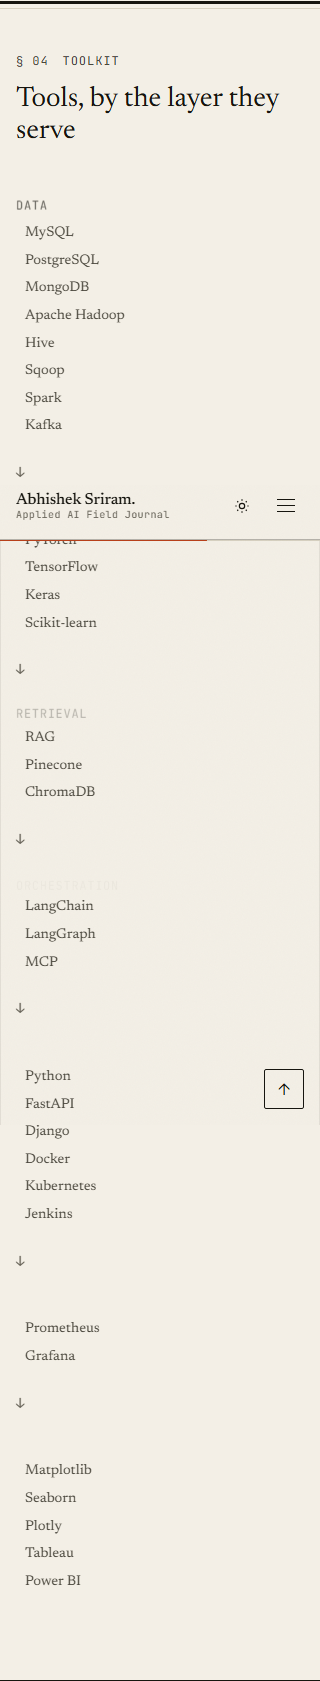 § 04 TOOLKIT
Tools, by the layer they
serve
DATA
MySQL
PostgreSQL
MongoDB
Apache Hadoop
Hive
Sqoop
Spark
Kafka
↓
Abhishek Sriram.
Applied AI Field Journal
PyTorch
TensorFlow
Keras
Scikit-learn
↓
RETRIEVAL
RAG
Pinecone
ChromaDB
↓
ORCHESTRATION
LangChain
LangGraph
MCP
↓
Python
↑
FastAPI
Django
Docker
Kubernetes
Jenkins
↓
Prometheus
Grafana
↓
Matplotlib
Seaborn
Plotly
Tableau
Power BI